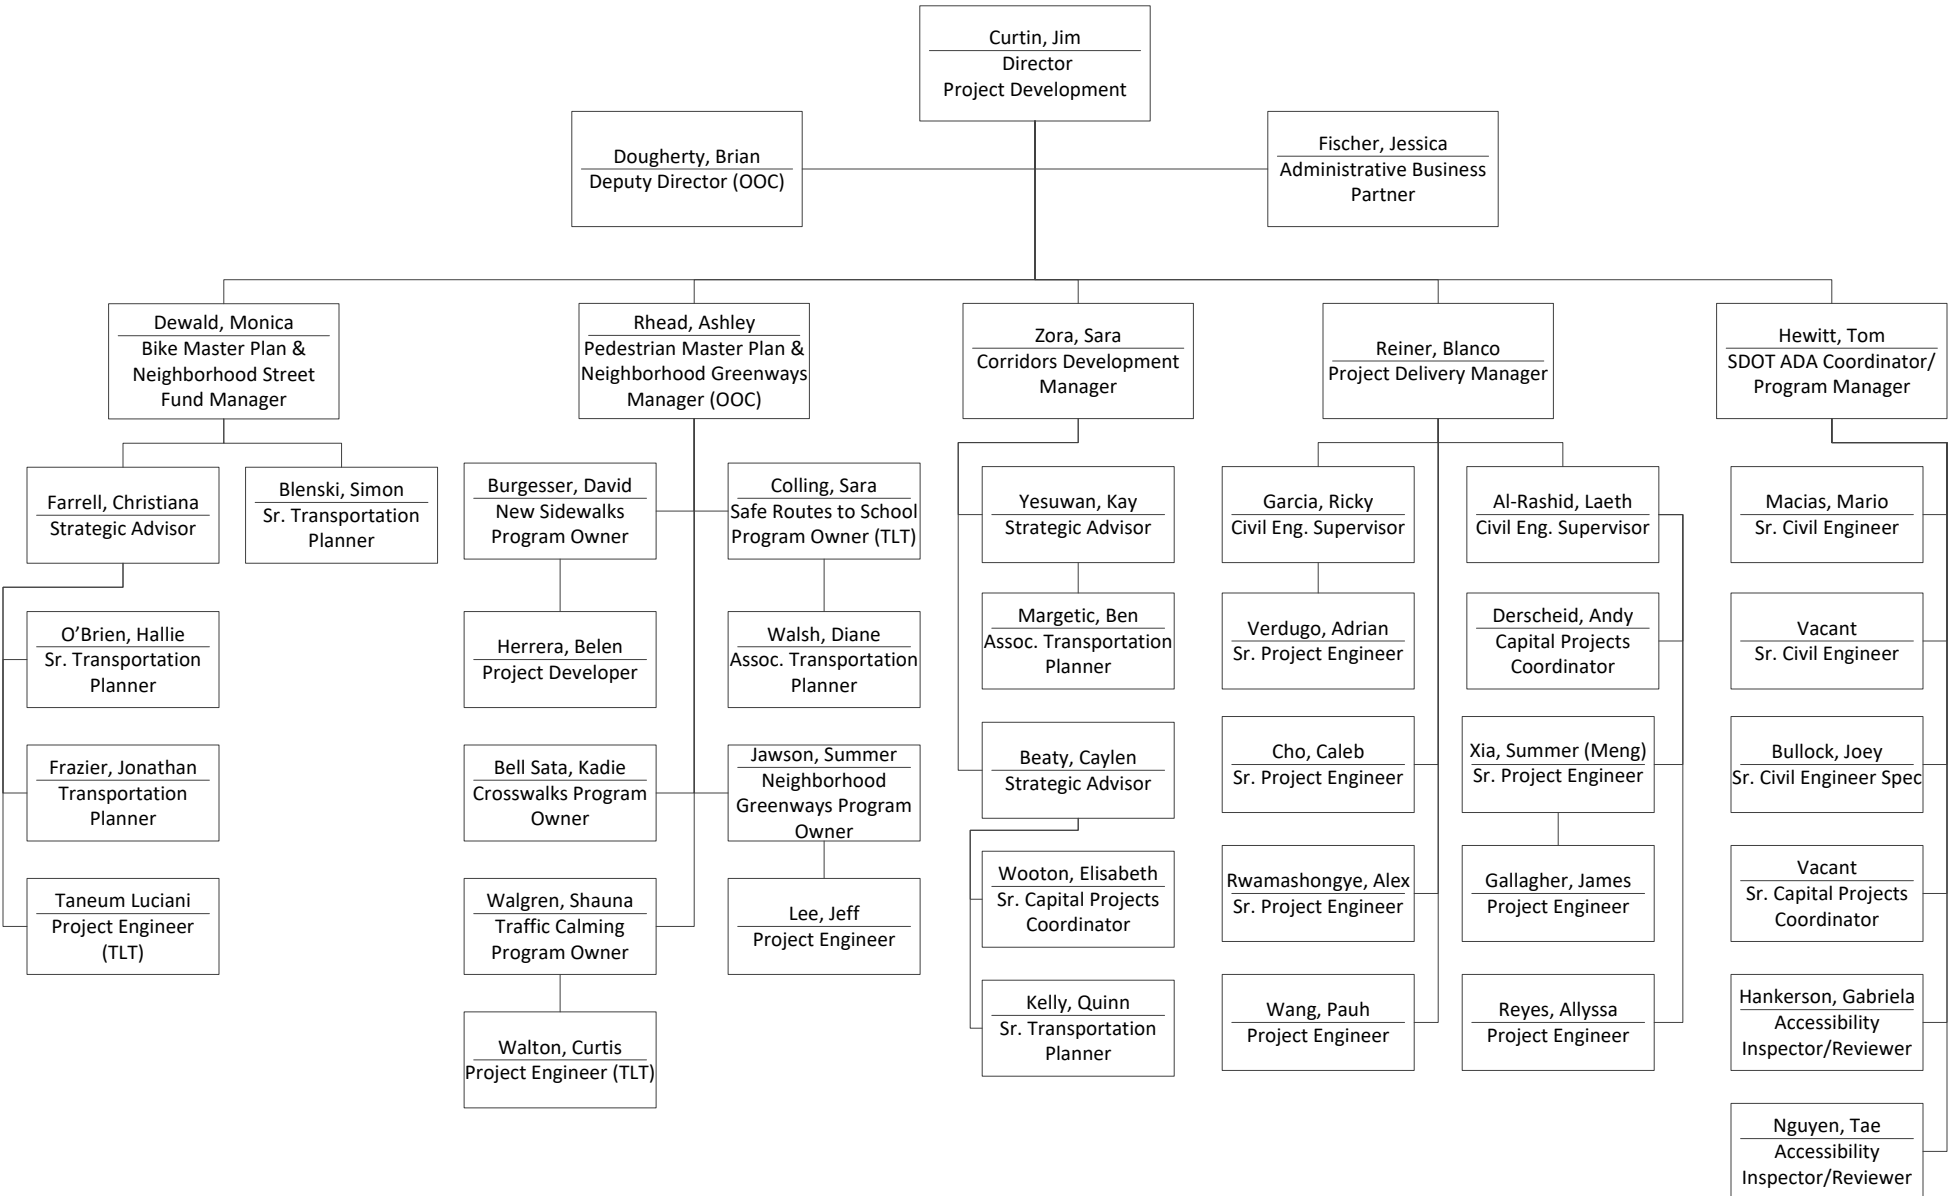 Curtin, Jim
Director
Project Development
Dougherty, Brian
Deputy Director (OOC)
Fischer, Jessica
Administrative Business
Partner
Dewald, Monica
Bike Master Plan &
Neighborhood Street
Fund Manager
Rhead, Ashley
Pedestrian Master Plan &
Neighborhood Greenways
Manager (OOC)
Zora, Sara
Corridors Development
Manager
Reiner, Blanco
Project Delivery Manager
Hewitt, Tom
SDOT ADA Coordinator/
Program Manager
Farrell, Christiana
Strategic Advisor
Blenski, Simon
Sr. Transportation
Planner
O’Brien, Hallie
Sr. Transportation
Planner
Frazier, Jonathan
Transportation
Planner
Taneum Luciani
Project Engineer
(TLT)
Burgesser, David
New Sidewalks
Program Owner
Colling, Sara
Safe Routes to School
Program Owner (TLT)
Herrera, Belen
Project Developer
Walsh, Diane
Assoc. Transportation
Planner
Bell Sata, Kadie
Crosswalks Program
Owner
Jawson, Summer
Neighborhood
Greenways Program
Owner
Walgren, Shauna
Traffic Calming
Program Owner
Lee, Jeff
Project Engineer
Walton, Curtis
Project Engineer (TLT)
Yesuwan, Kay
Strategic Advisor
Margetic, Ben
Assoc. Transportation
Planner
Beaty, Caylen
Strategic Advisor
Wooton, Elisabeth
Sr. Capital Projects
Coordinator
Kelly, Quinn
Sr. Transportation
Planner
Garcia, Ricky
Civil Eng. Supervisor
Al-Rashid, Laeth
Civil Eng. Supervisor
Verdugo, Adrian
Sr. Project Engineer
Derscheid, Andy
Capital Projects
Coordinator
Cho, Caleb
Sr. Project Engineer
Xia, Summer (Meng)
Sr. Project Engineer
Rwamashongye, Alex
Sr. Project Engineer
Gallagher, James
Project Engineer
Wang, Pauh
Project Engineer
Reyes, Allyssa
Project Engineer
Macias, Mario
Sr. Civil Engineer
Vacant
Sr. Civil Engineer
Bullock, Joey
Sr. Civil Engineer Spec
Vacant
Sr. Capital Projects
Coordinator
Hankerson, Gabriela
Accessibility
Inspector/Reviewer
Nguyen, Tae
Accessibility
Inspector/Reviewer